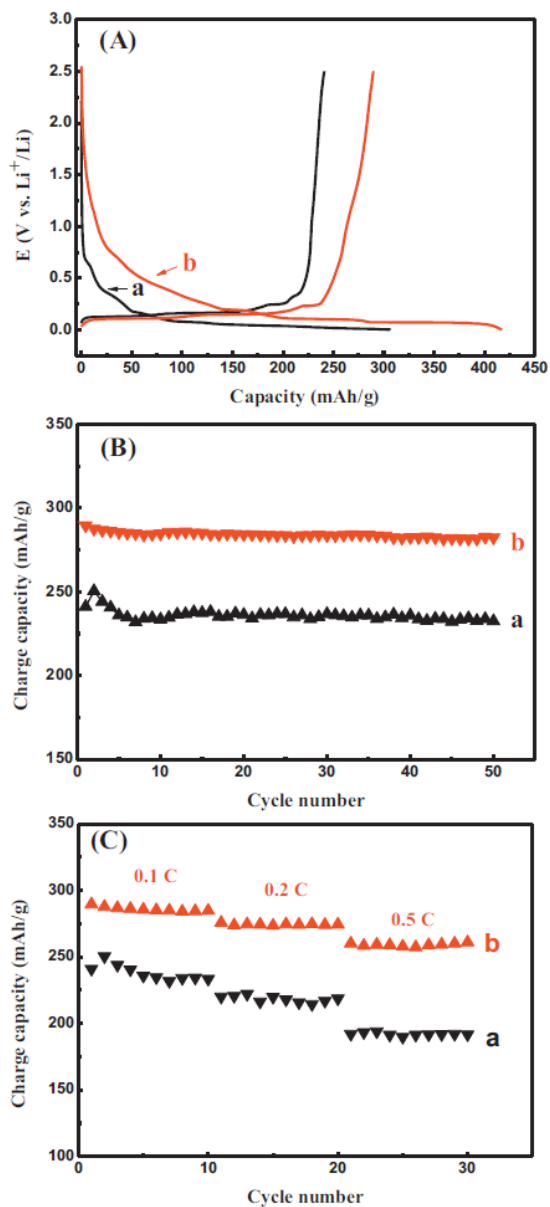 (A)
3.0
2.5
2.0
1.5
1.0
0.5
0.0
E (V vs. Li⁺/Li)
a
b
0 50 100 150 200 250 300 350 400 450
Capacity (mAh/g)
(B)
350
300
250
200
150
Charge capacity (mAh/g)
b
a
0 10 20 30 40 50
Cycle number
(C)
350
300
250
200
150
100
Charge capacity (mAh/g)
0.1 C
0.2 C
0.5 C
b
a
0 10 20 30
Cycle number